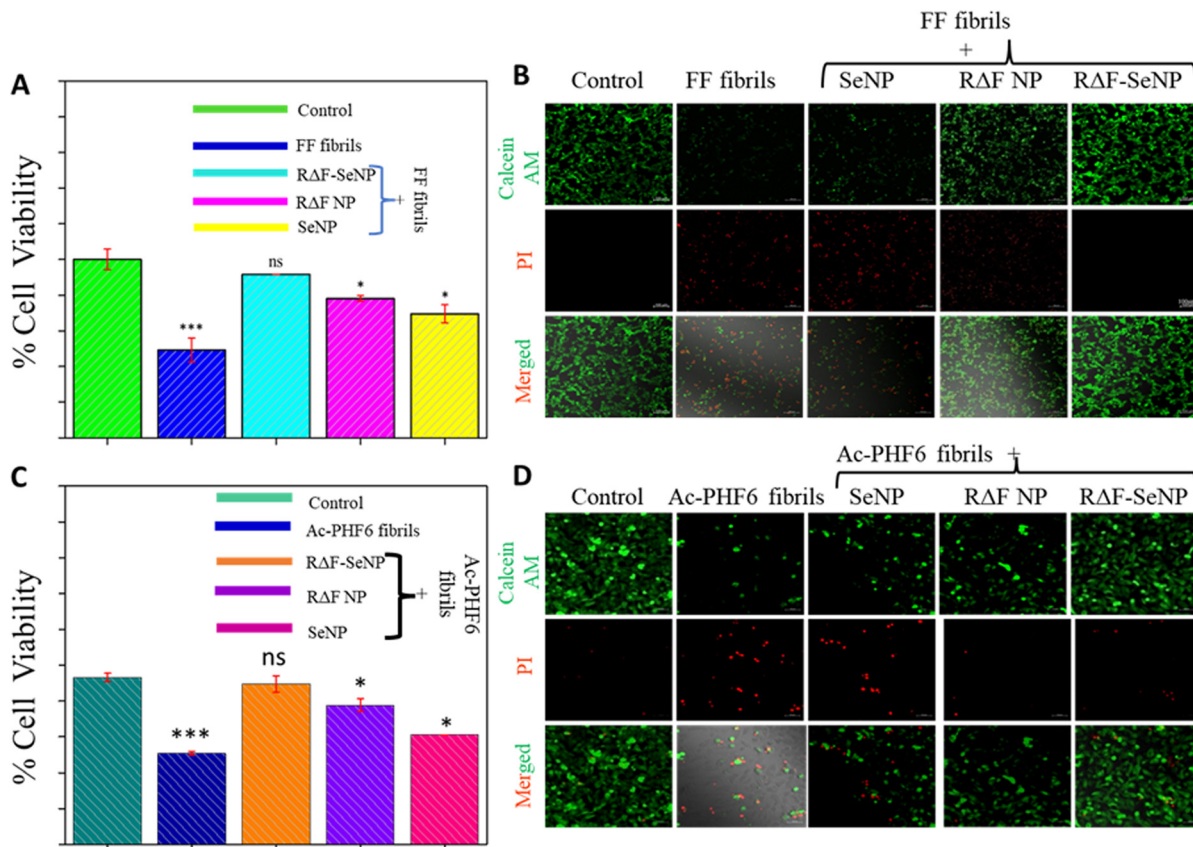 A
% Cell Viability
Control
FF fibrils
RΔF-SeNP
RΔF NP
SeNP
+
FF fibrils
***
ns
*
*
B
FF fibrils
+
Control
FF fibrils
SeNP
RΔF NP
RΔF-SeNP
Calcein
AM
PI
Merged
C
% Cell Viability
Control
Ac-PHF6 fibrils
RΔF-SeNP
RΔF NP
SeNP
+
Ac-PHF6
fibrils
***
ns
*
*
D
Ac-PHF6 fibrils +
Control
Ac-PHF6 fibrils
SeNP
RΔF NP
RΔF-SeNP
Calcein
AM
PI
Merged